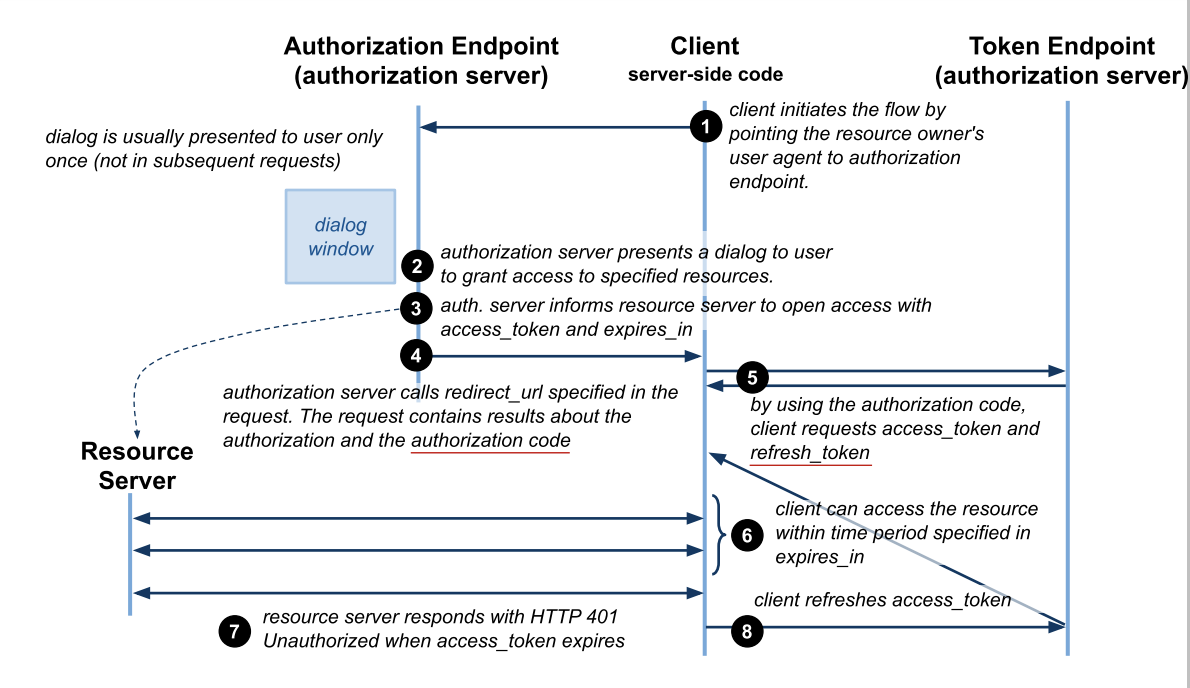 Authorization Endpoint
(authorization server)
Client
server-side code
Token Endpoint
(authorization server)
1
client initiates the flow by
pointing the resource owner's
user agent to authorization
endpoint.
dialog is usually presented to user only
once (not in subsequent requests)
dialog
window
2
authorization server presents a dialog to user
to grant access to specified resources.
3
auth. server informs resource server to open access with
access_token and expires_in
4
authorization server calls redirect_url specified in the
request. The request contains results about the
authorization and the authorization code
5
by using the authorization code,
client requests access_token and
refresh_token
Resource
Server
6
client can access the resource
within time period specified in
expires_in
7
resource server responds with HTTP 401
Unauthorized when access_token expires
client refreshes access_token
8